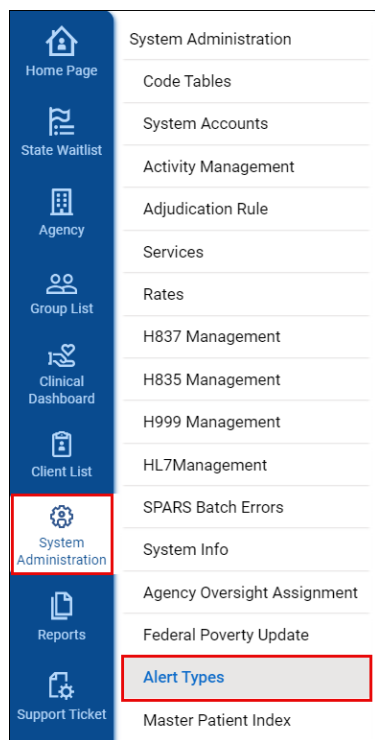 Home Page
State Waitlist
Agency
Group List
Clinical
Dashboard
Client List
System
Administration
Reports
Support Ticket
System Administration
Code Tables
System Accounts
Activity Management
Adjudication Rule
Services
Rates
H837 Management
H835 Management
H999 Management
HL7Management
SPARS Batch Errors
System Info
Agency Oversight Assignment
Federal Poverty Update
Alert Types
Master Patient Index